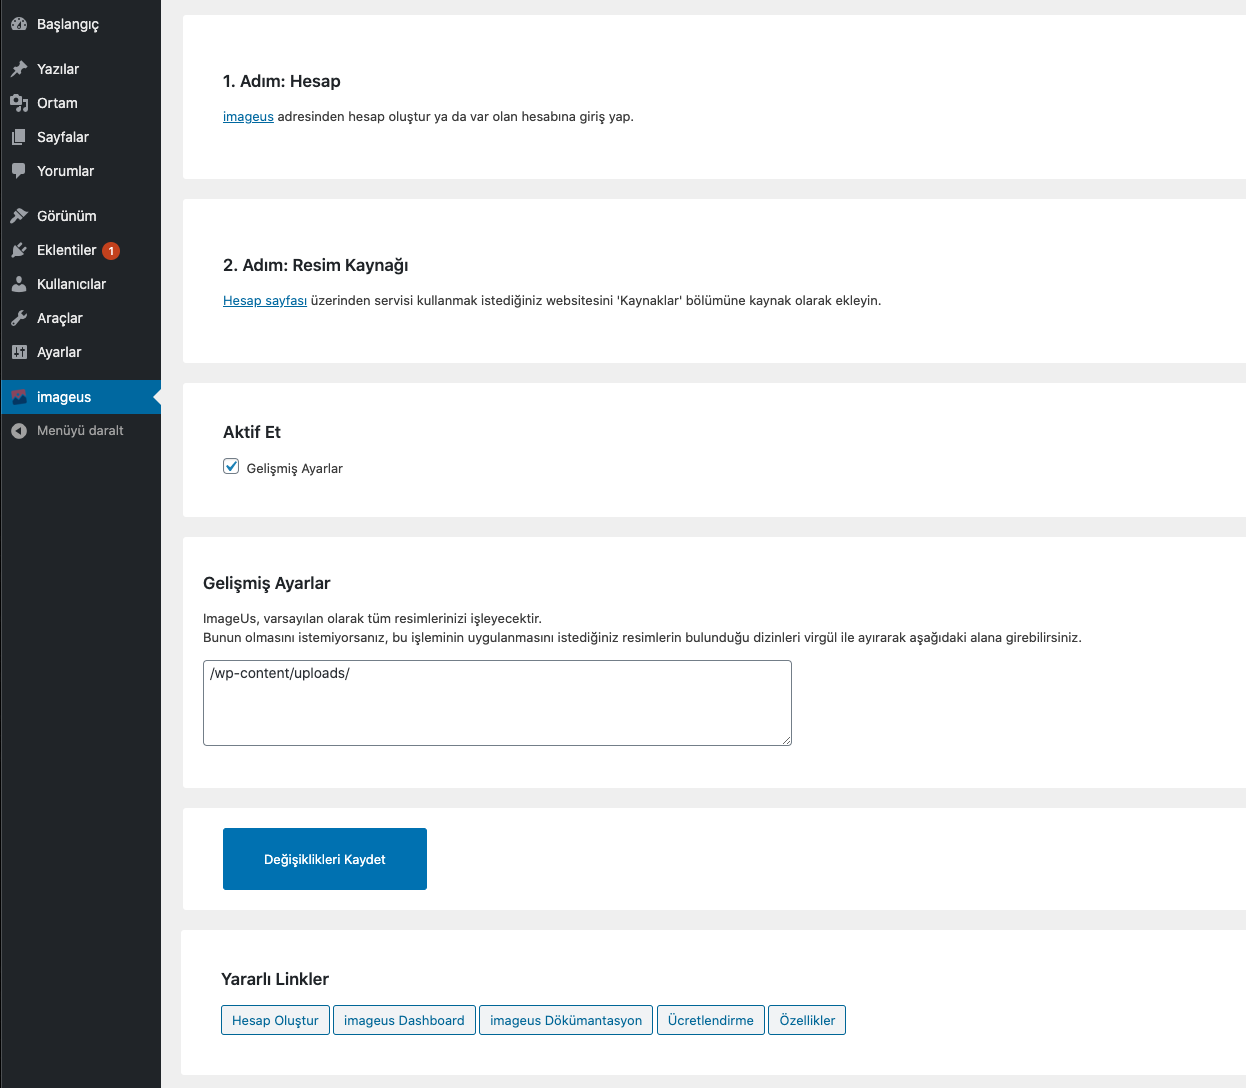 Başlangıç
Yazılar
Ortam
Sayfalar
Yorumlar
Görünüm
Eklentiler 1
Kullanıcılar
Araçlar
Ayarlar
imageus
Menüyü daralt
1. Adım: Hesap
imageus adresinden hesap oluştur ya da var olan hesabına giriş yap.
2. Adım: Resim Kaynağı
Hesap sayfası üzerinden servisi kullanmak istediğiniz websitesini 'Kaynaklar' bölümüne kaynak olarak ekleyin.
Aktif Et
Gelişmiş Ayarlar
Gelişmiş Ayarlar
ImageUs, varsayılan olarak tüm resimlerinizi işleyecektir.
Bunun olmasını istemiyorsanız, bu işleminin uygulanmasını istediğiniz resimlerin bulunduğu dizinleri virgül ile ayırarak aşağıdaki alana girebilirsiniz.
/wp-content/uploads/
Değişiklikleri Kaydet
Yararlı Linkler
Hesap Oluştur imageus Dashboard imageus Dökümantasyon Ücretlendirme Özellikler